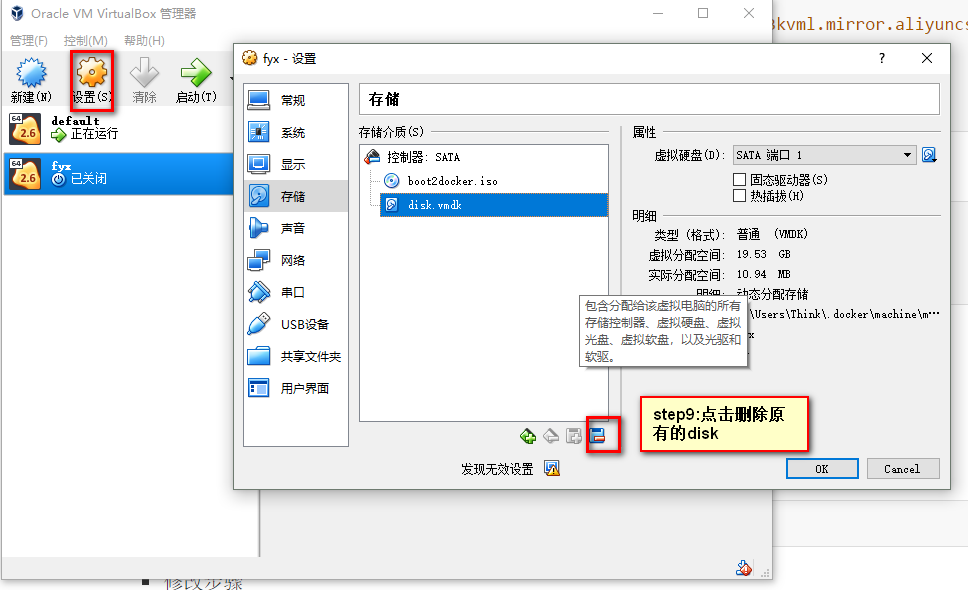 Oracle VM VirtualBox 管理器
管理(F) 控制(M) 帮助(H)
新建(N) 设置(S) 清除 启动(T)
64 2.6 default
正在运行
64 2.6 fyx
已关闭
kvml.mirror.aliyuncs
fyx - 设置
?
常规
系统
显示
存储
声音
网络
串口
USB设备
共享文件夹
用户界面
存储
存储介质(S)
控制器: SATA
boot2docker.iso
disk.vmdk
属性
虚拟硬盘(D): SATA 端口 1
固态驱动器(S)
热插拔(H)
明细
类型 (格式): 普通 (VMDK)
虚拟分配空间: 19.53 GB
实际分配空间: 10.94 MB
明细: 动态分配存储
\Users\Think\.docker\machine\m...
包含分配给该虚拟电脑的所有
存储控制器、虚拟硬盘、虚拟
光盘、虚拟软盘，以及光驱和
软驱。
step9:点击删除原
有的disk
发现无效设置
OK Cancel
修改步骤